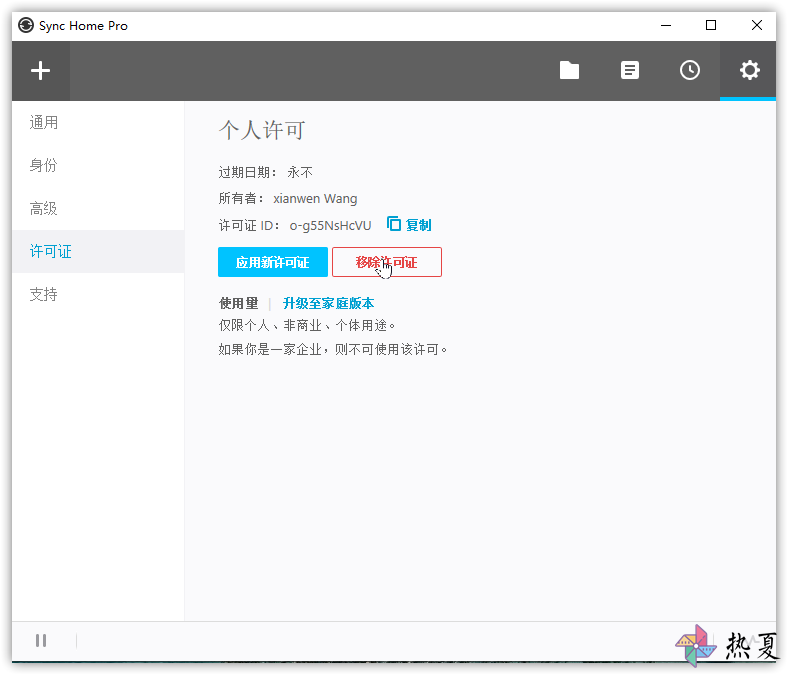 Sync Home Pro
通用
身份
高级
许可证
支持
个人许可
过期日期： 永不
所有者： xianwen Wang
许可证 ID： o-g55NsHcVU 复制
应用新许可证 移除许可证
使用量 | 升级至家庭版本
仅限个人、非商业、个体用途。
如果你是一家企业，则不可使用该许可。
热夏